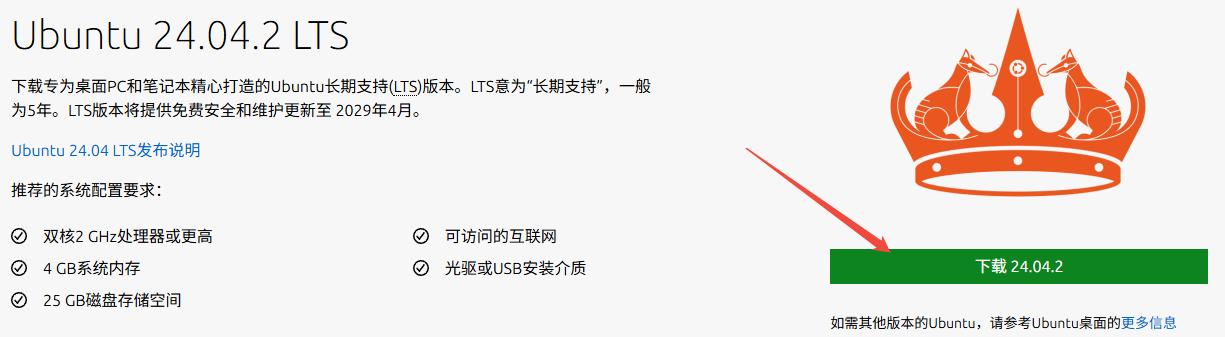 Ubuntu 24.04.2 LTS
下载专为桌面PC和笔记本精心打造的Ubuntu长期支持(LTS)版本。LTS意为“长期支持”，一般
为5年。LTS版本将提供免费安全和维护更新至 2029年4月。
Ubuntu 24.04 LTS发布说明
推荐的系统配置要求：
双核2 GHz处理器或更高
4 GB系统内存
25 GB磁盘存储空间
可访问的互联网
光驱或USB安装介质
下载 24.04.2
如需其他版本的Ubuntu，请参考Ubuntu桌面的更多信息